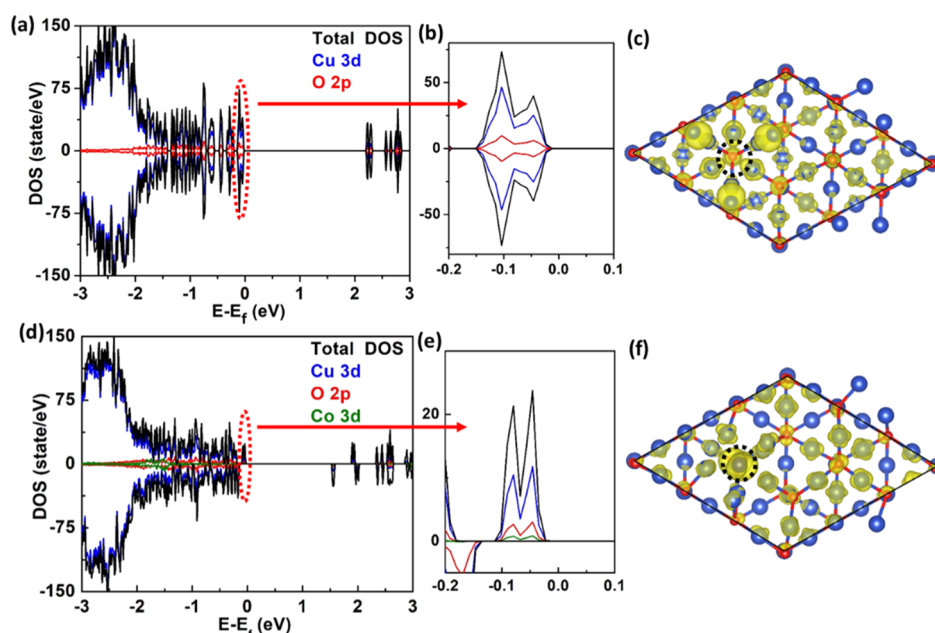 (a)
150
75
0
75
-150
DOS (state/eV)
Total DOS
Cu 3d
O 2p
-3 -2 -1 0 1 2 3
E-Ef (eV)
(b)
50
0
-50
-0.2 -0.1 0.0 0.1
(c)
(d)
150
75
0
-75
-150
DOS (state/eV)
Total DOS
Cu 3d
O 2p
Co 3d
-3 -2 -1 0 1 2 3
E-Ef (eV)
(e)
20
0
-0.2 -0.1 0.0 0.1
(f)